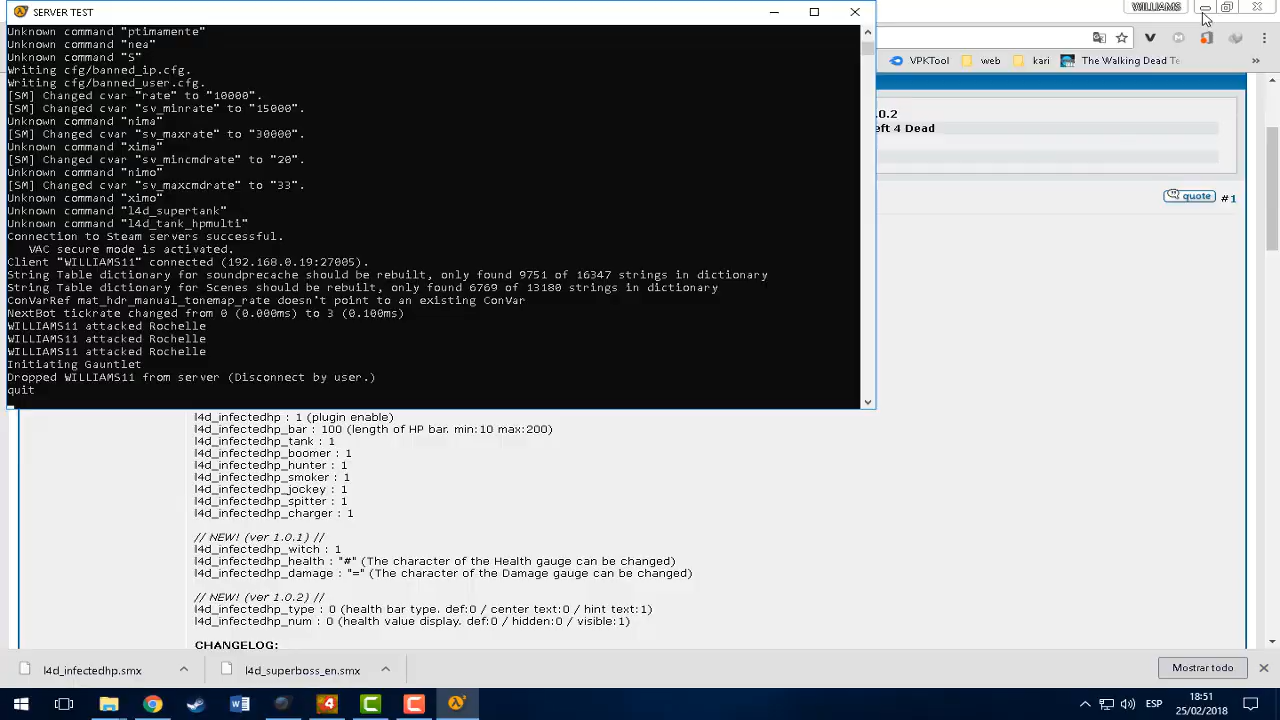 SERVER TEST
WILLIAMS
Unknown command "ptimamente"
Unknown command "nea"
Unknown command "S"
Writing cfg/banned_ip.cfg.
Writing cfg/banned_user.cfg.
[SM] Changed cvar "rate" to "10000".
[SM] Changed cvar "sv_minrate" to "15000".
Unknown command "nima"
[SM] Changed cvar "sv_maxrate" to "30000".
Unknown command "xima"
[SM] Changed cvar "sv_mincmdrate" to "20".
Unknown command "nimo"
[SM] Changed cvar "sv_maxcmdrate" to "33".
Unknown command "ximo"
Unknown command "l4d_supertank"
Unknown command "l4d_tank_hpmulti"
Connection to Steam servers successful.
VAC secure mode is activated.
Client "WILLIAMS11" connected (192.168.0.19:27005).
String Table dictionary for soundprecache should be rebuilt, only found 9751 of 16347 strings in dictionary
String Table dictionary for Scenes should be rebuilt, only found 6769 of 13180 strings in dictionary
ConVarRef mat_hdr_manual_tonemap_rate doesn't point to an existing ConVar
NextBot tickrate changed from 0 (0.000ms) to 3 (0.100ms)
WILLIAMS11 attacked Rochelle
WILLIAMS11 attacked Rochelle
WILLIAMS11 attacked Rochelle
Initiating Gauntlet
Dropped WILLIAMS11 from server (Disconnect by user.)
quit
VPKTool web kari The Walking Dead Te
.0.2
eft 4 Dead
quote #1
l4d_infectedhp : 1 (plugin enable)
l4d_infectedhp_bar : 100 (length of HP bar. min:10 max:200)
l4d_infectedhp_tank : 1
l4d_infectedhp_boomer : 1
l4d_infectedhp_hunter : 1
l4d_infectedhp_smoker : 1
l4d_infectedhp_jockey : 1
l4d_infectedhp_spitter : 1
l4d_infectedhp_charger : 1
// NEW! (ver 1.0.1) //
l4d_infectedhp_witch : 1
l4d_infectedhp_health : "#" (The character of the Health gauge can be changed)
l4d_infectedhp_damage : "=" (The character of the Damage gauge can be changed)
// NEW! (ver 1.0.2) //
l4d_infectedhp_type : 0 (health bar type. def:0 / center text:0 / hint text:1)
l4d_infectedhp_num : 0 (health value display. def:0 / hidden:0 / visible:1)
CHANGELOG:
l4d_infectedhp.smx
l4d_superboss_en.smx
Mostrar todo
ESP
18:51
25/02/2018